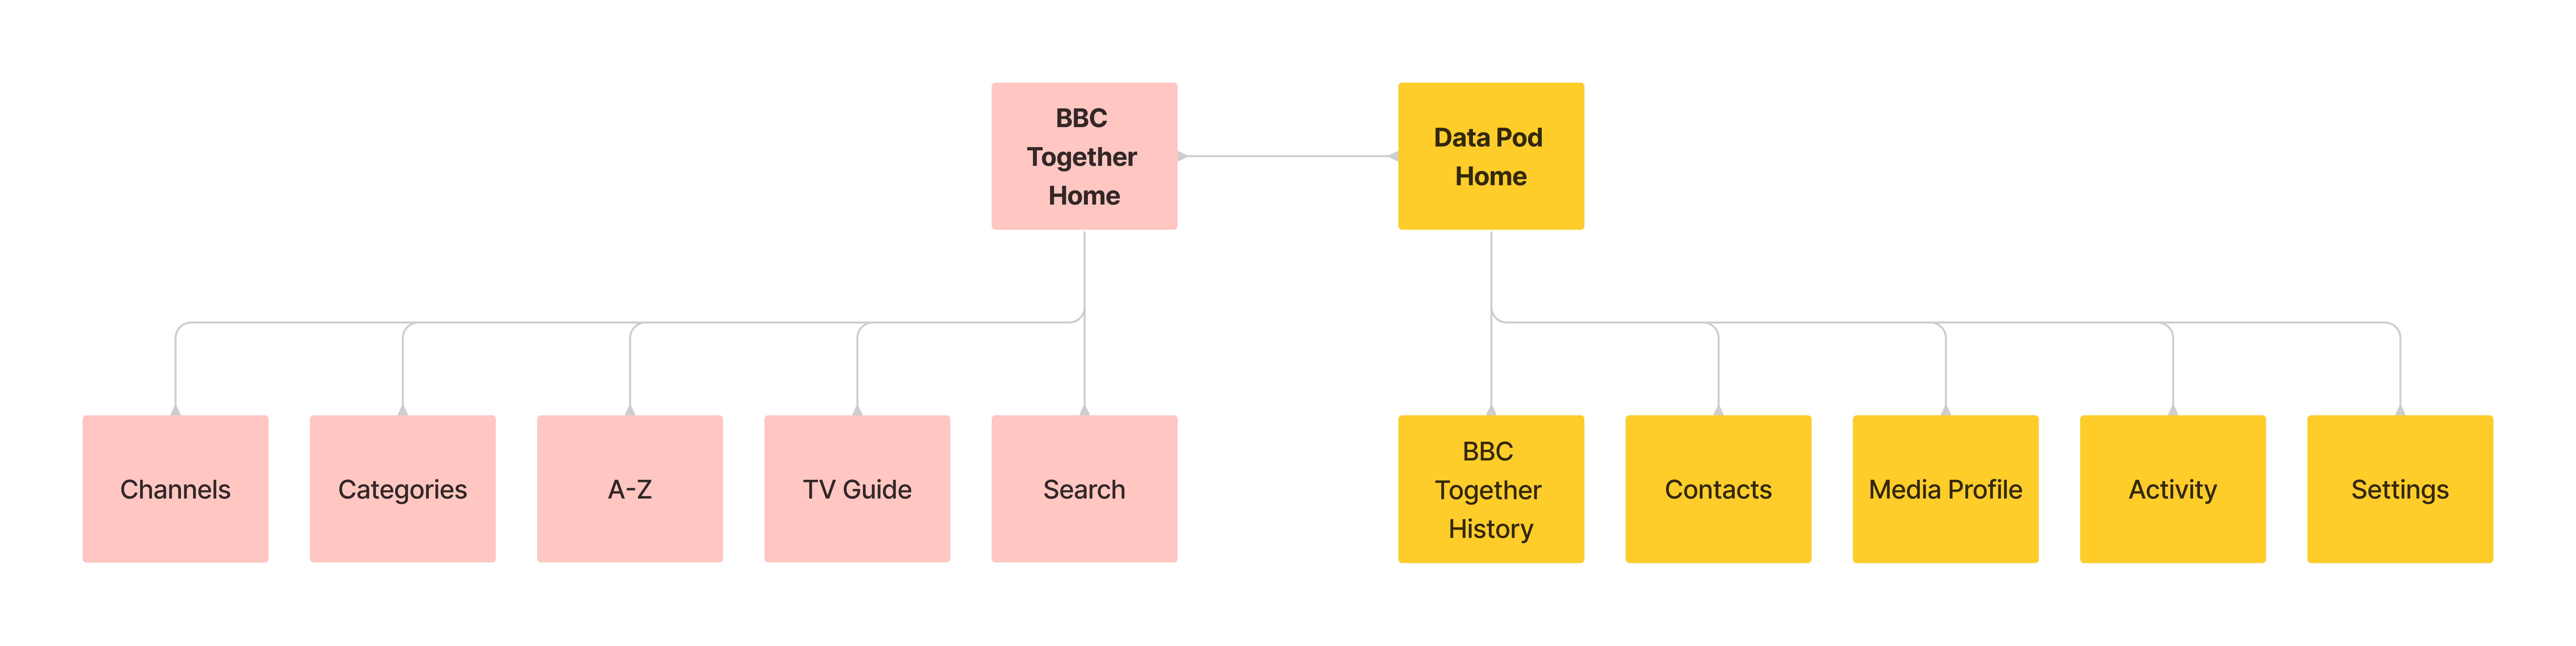 BBC
Together
Home
Data Pod
Home
Channels
Categories
A-Z
TV Guide
Search
BBC
Together
History
Contacts
Media Profile
Activity
Settings